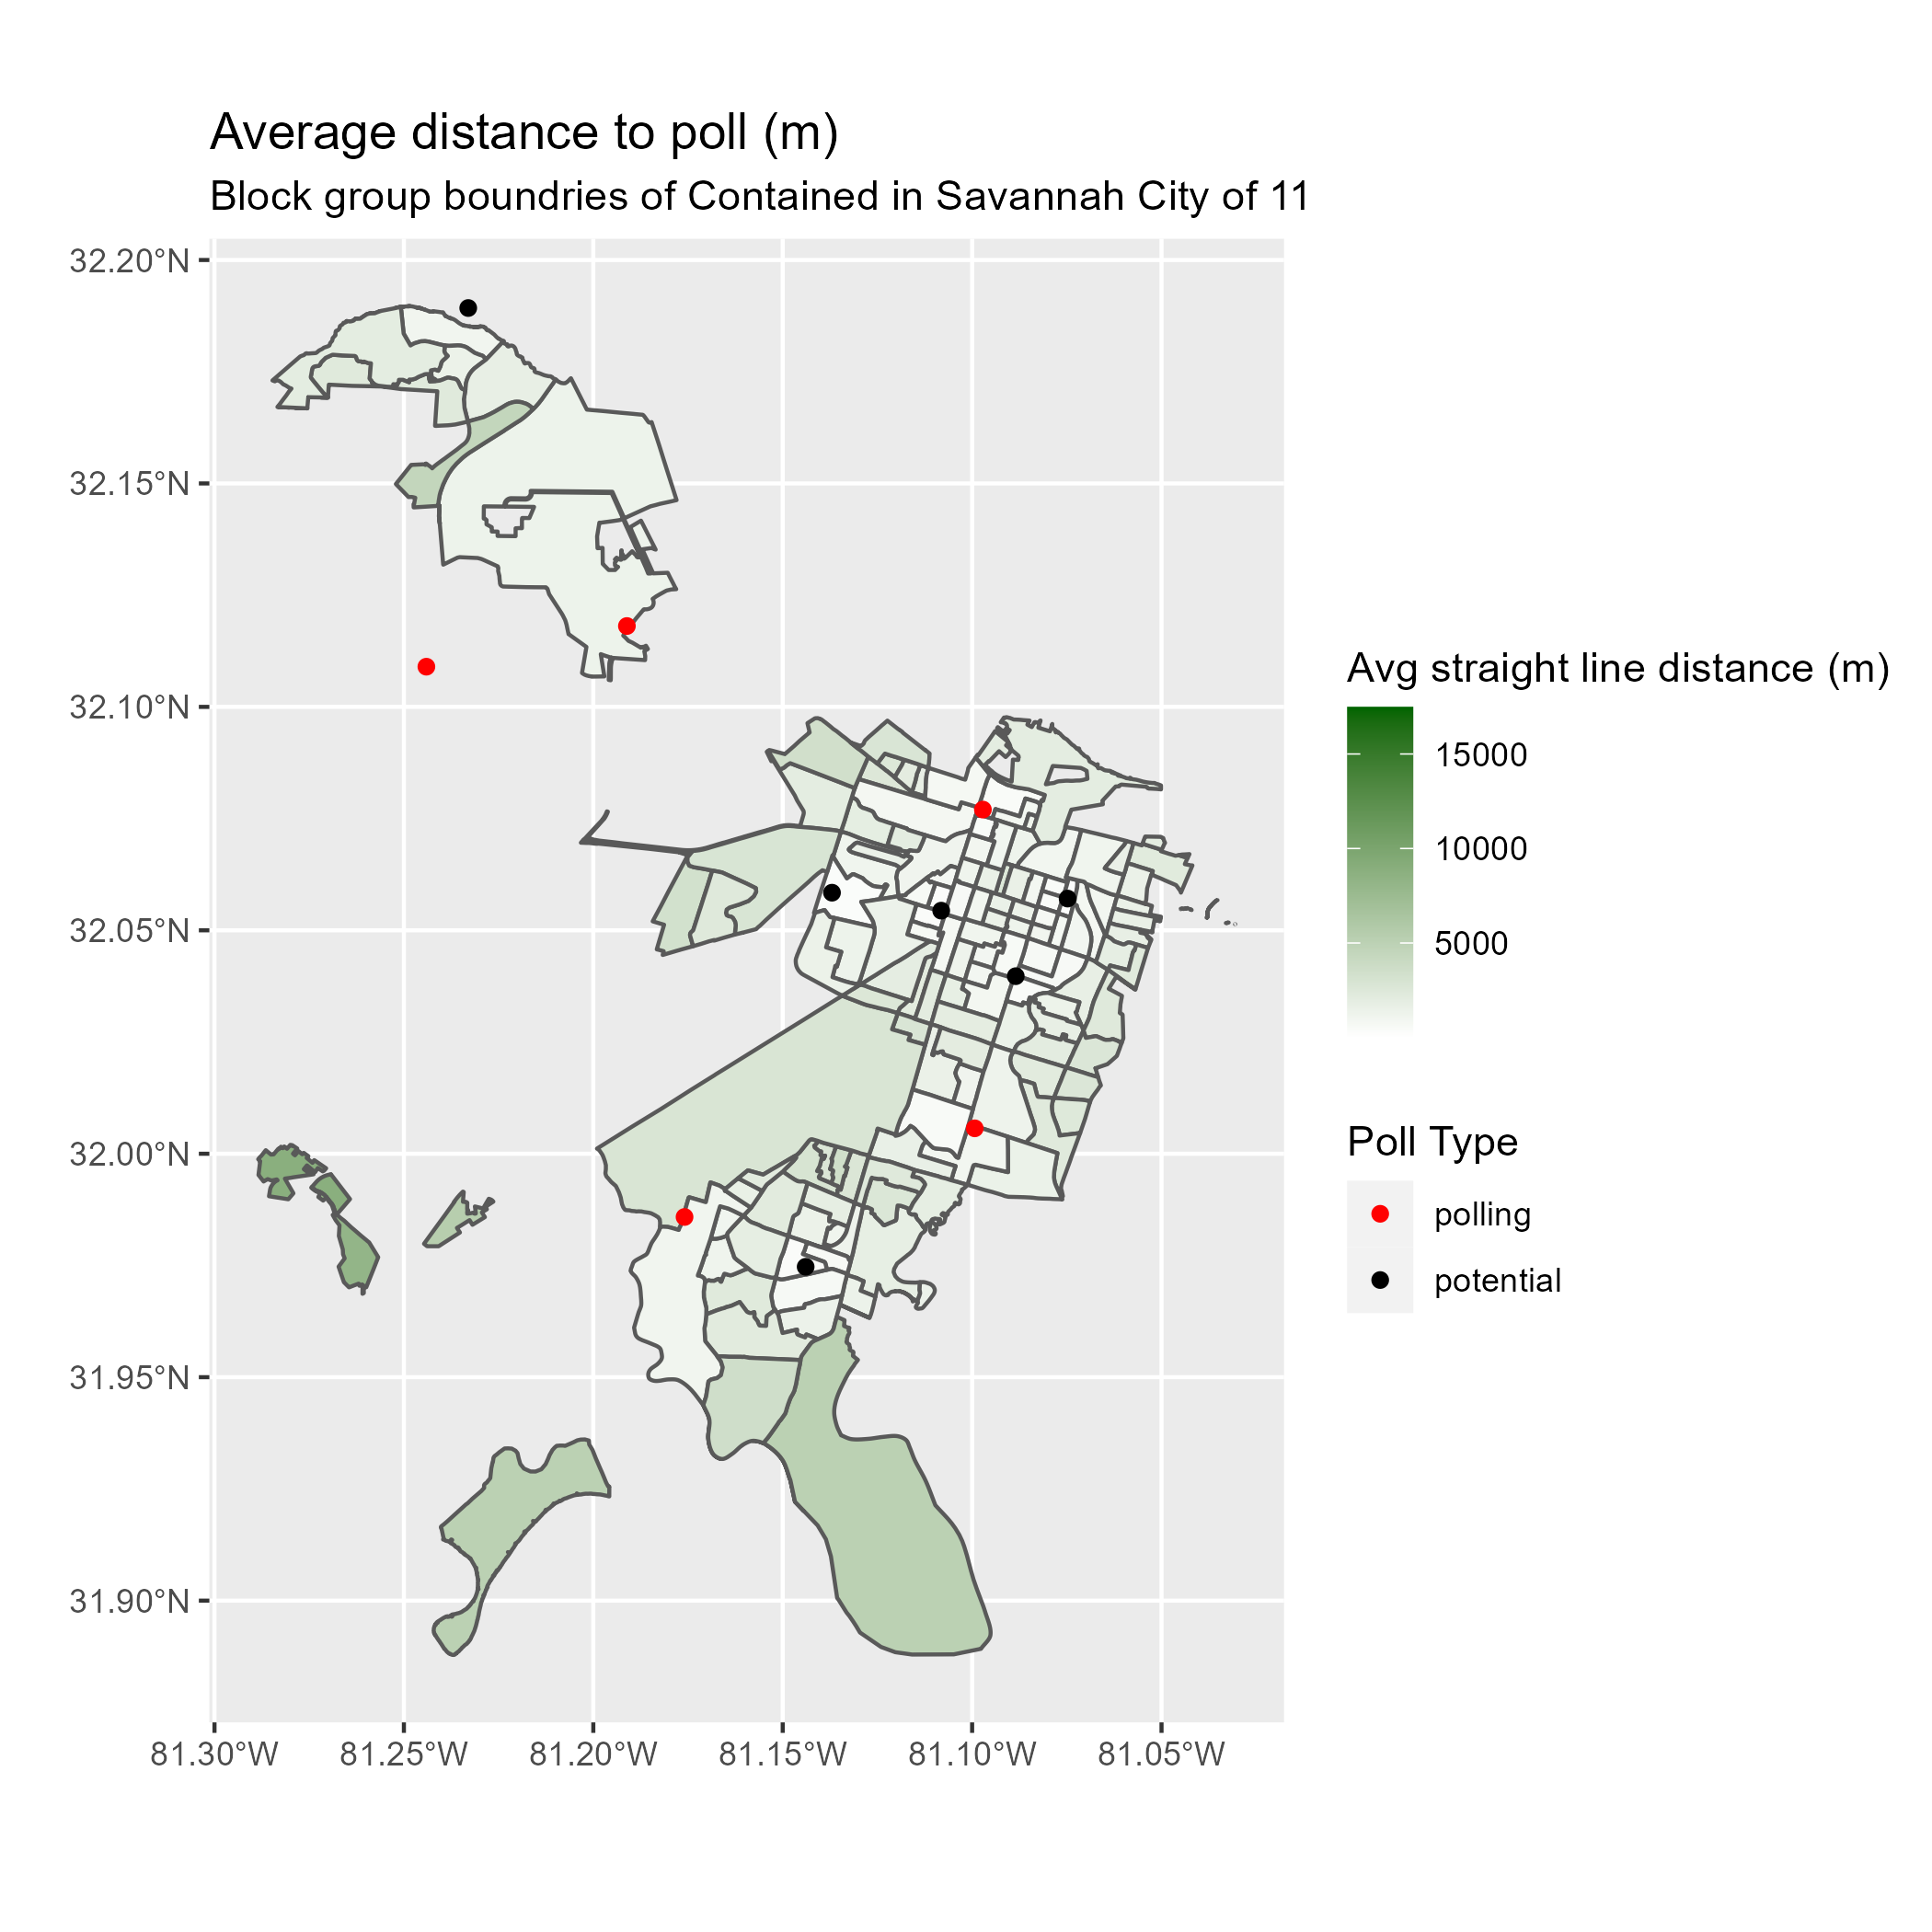 Average distance to poll (m)
Block group boundries of Contained in Savannah City of 11
32.20°N
32.15°N
32.10°N
32.05°N
32.00°N
31.95°N
31.90°N
81.30°W
81.25°W
81.20°W
81.15°W
81.10°W
81.05°W
Avg straight line distance (m)
15000
10000
5000
Poll Type
polling
potential